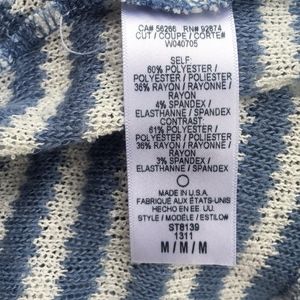 CA# 56266 RN# 92874
CUT / COUPE / CORTE#
W040705
SELF:
60% POLYESTER /
POLYESTER / POLIESTER
36% RAYON / RAYONNE /
RAYON
4% SPANDEX /
ELASTHANNE / SPANDEX
CONTRAST:
61% POLYESTER /
POLYESTER / POLIESTER
36% RAYON / RAYONNE /
RAYON
3% SPANDEX /
ELASTHANNE / SPANDEX
MADE IN U.S.A.
FABRIQUÉ AUX ÉTATS-UNIS
HECHO EN EE. UU.
STYLE / MODÈLE / ESTILO#
ST8139
1311
M / M / M